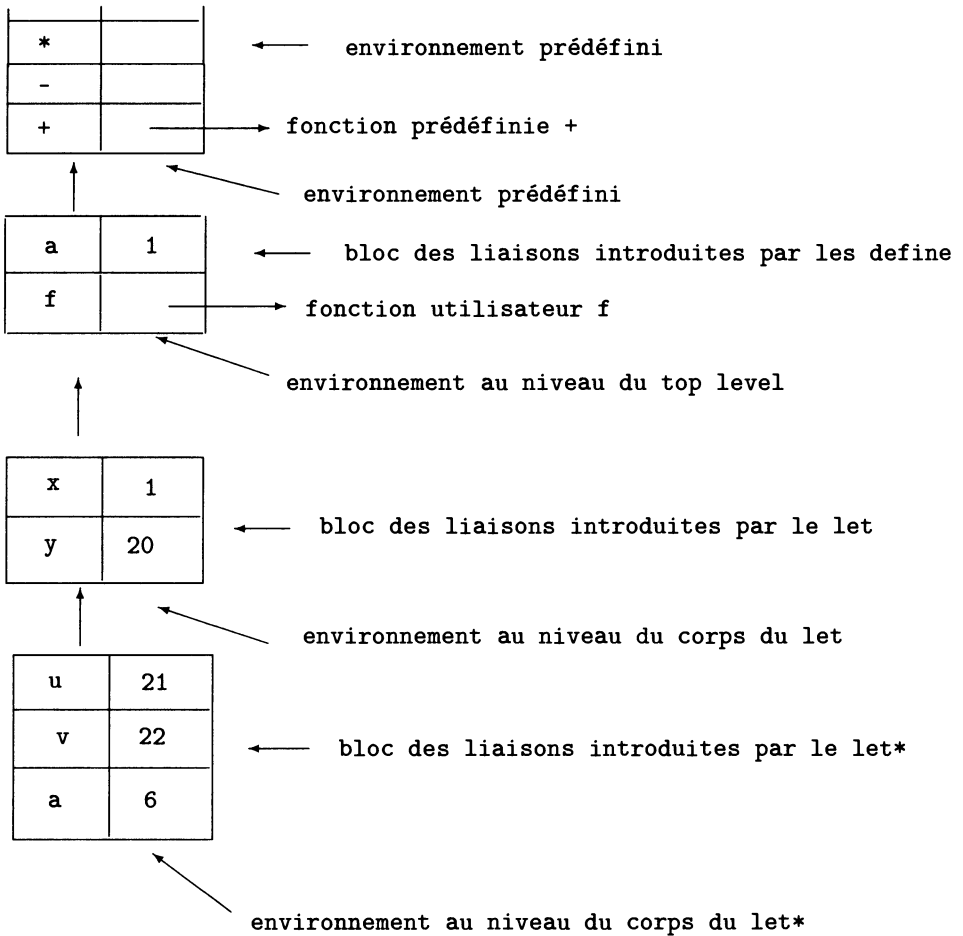 * environnement prédéfini
-
+ fonction prédéfinie +
environnement prédéfini
a 1 bloc des liaisons introduites par les define
f fonction utilisateur f
environnement au niveau du top level
x 1
bloc des liaisons introduites par le let
y 20
environnement au niveau du corps du let
u 21
v 22 bloc des liaisons introduites par le let*
a 6
environnement au niveau du corps du let*